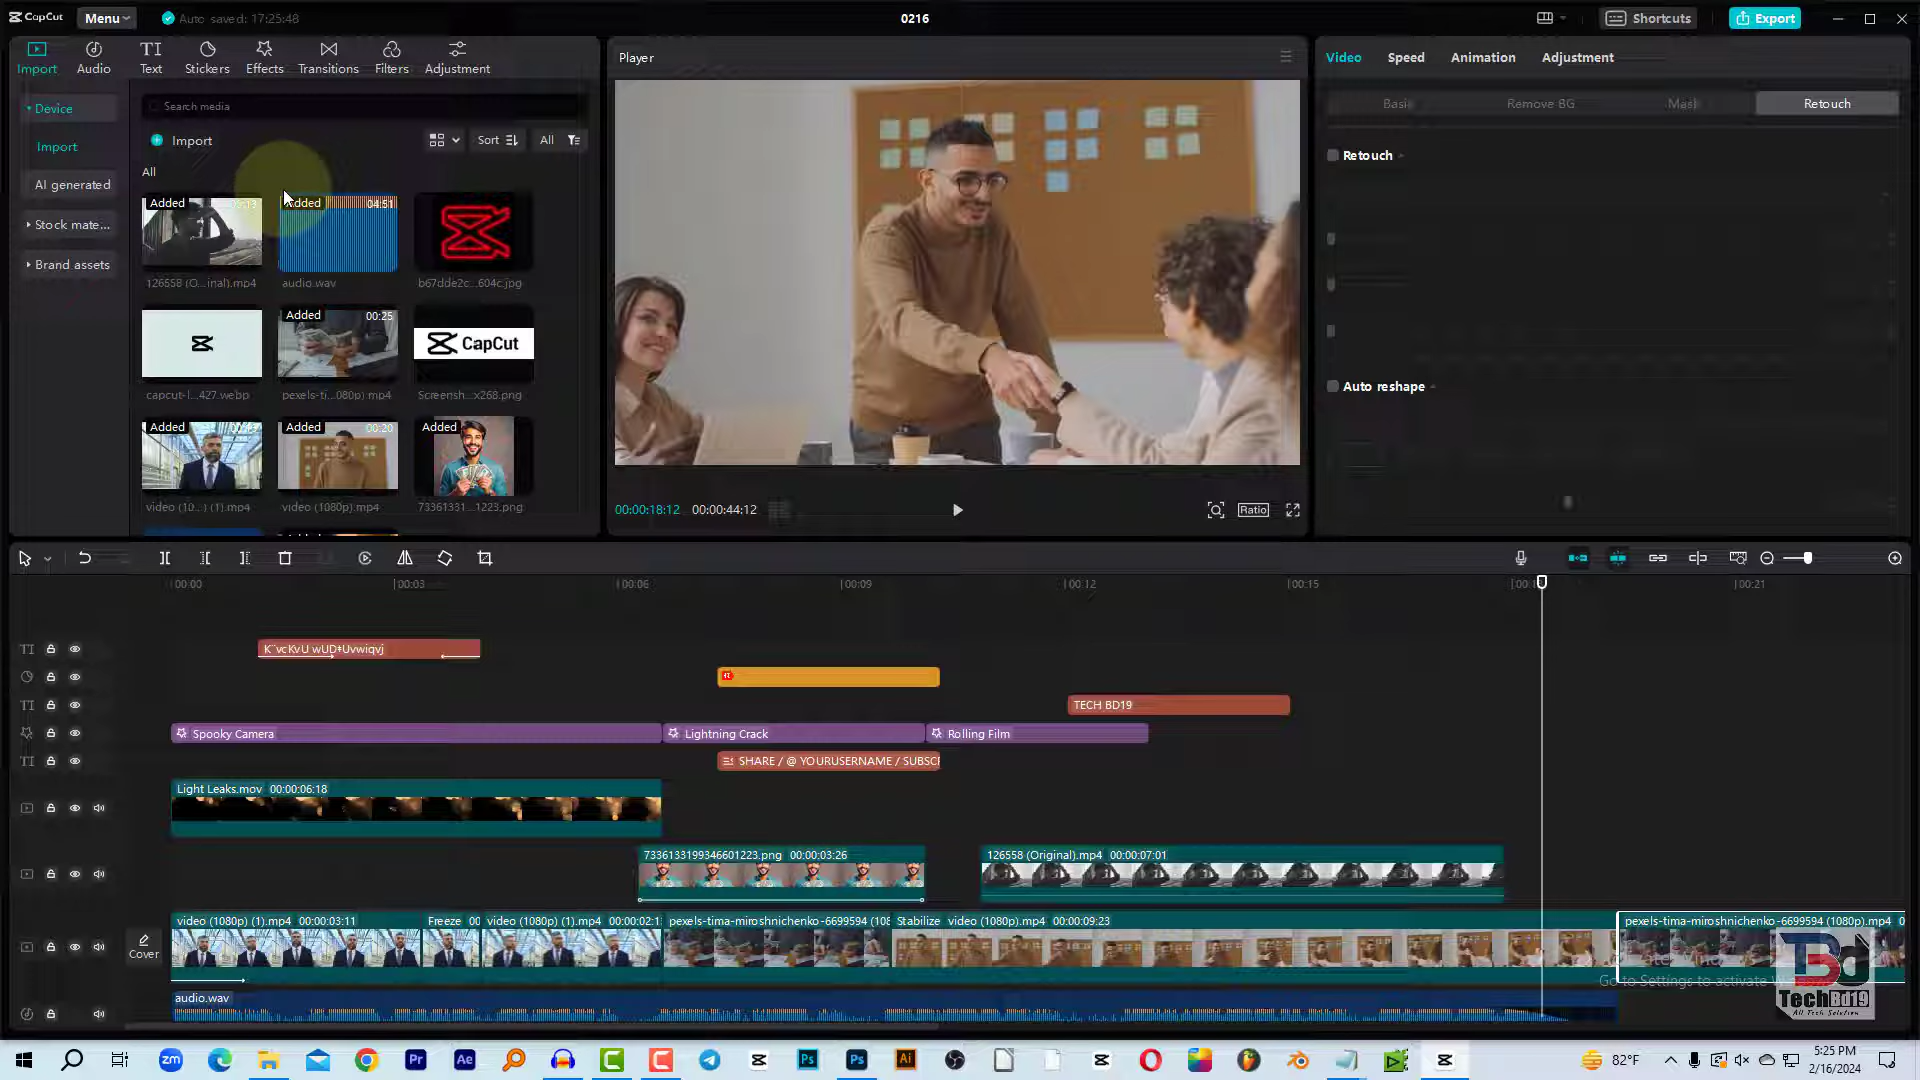 CapCut
Menu
Auto saved: 17:25:48
0216
Shortcuts
Export
Import
Audio
Text
Stickers
Effects
Transitions
Filters
Adjustment
Device
Import
AI generated
Stock mate...
Brand assets
Search media
Import
Sort
All
All
Added
Added
04:51
126558 (O...inal).mp4
audio.wav
b67dde2c...604c.jpg
Added
00:25
CapCut
capcut-l...427.webp
pexels-ti...080p).mp4
Screensh...x268.png
Added
Added
00:20
Added
video (10...) (1).mp4
video (1080p).mp4
73361331...1223.png
Player
00:00:18:12
00:00:44:12
Ratio
Video
Speed
Animation
Adjustment
Basic
Remove BG
Mask
Retouch
Retouch
Auto reshape
00:00
00:03
00:06
00:09
00:12
00:15
00:21
K¨vcKvU wUD‡Uvwiqvj
TECH BD19
Spooky Camera
Lightning Crack
Rolling Film
SHARE / @ YOURUSERNAME / SUBSCR
Light Leaks.mov 00:00:06:18
7336133199346601223.png 00:00:03:26
126558 (Original).mp4 00:00:07:01
Cover
video (1080p) (1).mp4 00:00:03:11
Freeze 00
video (1080p) (1).mp4 00:00:02:1
pexels-tima-miroshnichenko-6699594 (108
Stabilize video (1080p).mp4 00:00:09:23
pexels-tima-miroshnichenko-6699594 (1080p).mp4 0
audio.wav
Activate Windows
Go to Settings to activate
TechBd19
All Tech Solution
zm
Pr
Ae
Ps
Ps
Ai
82°F
5:25 PM
2/16/2024